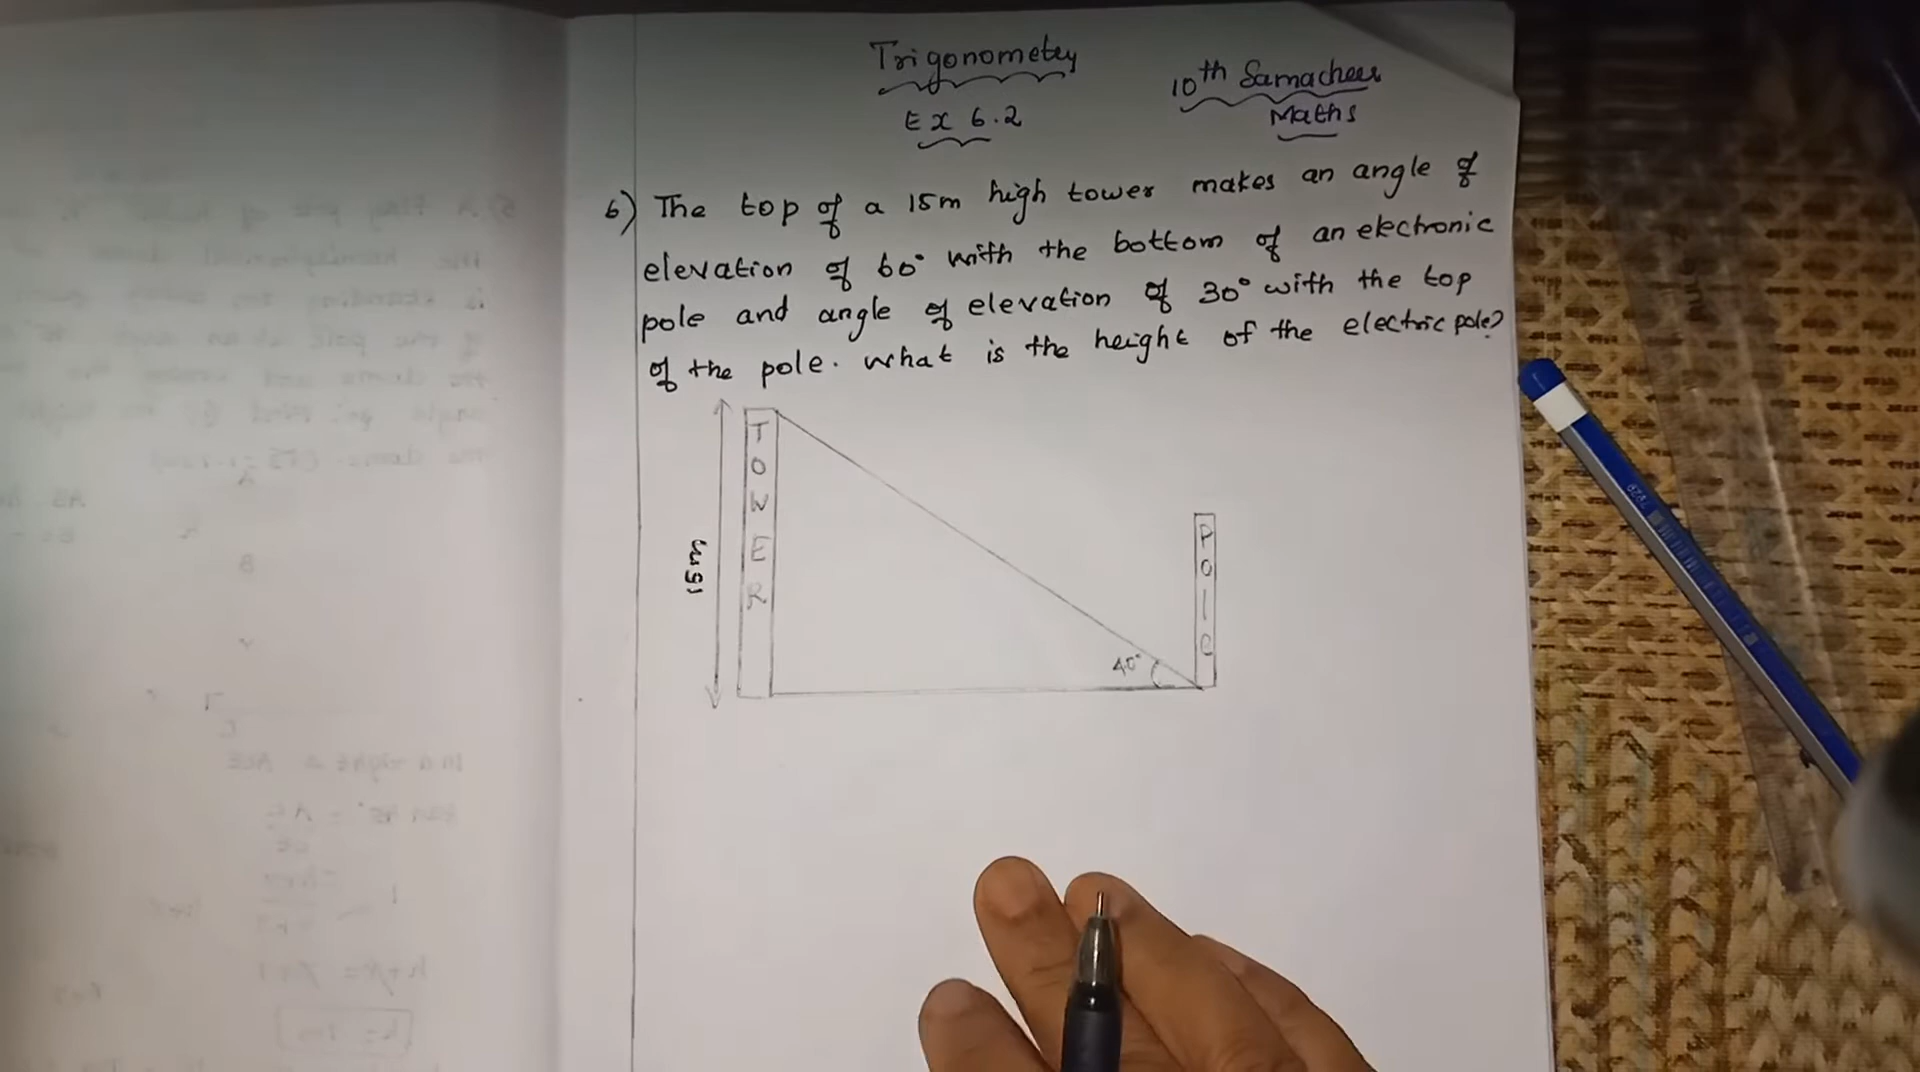 Trigonometry
Ex 6.2
10th Samacheer
Maths
6) The top of a 15m high tower makes an angle of
elevation of 60° with the bottom of an electronic
pole and angle of elevation of 30° with the top
of the pole. what is the height of the electric pole?
TOWER
15m
40°
POlE